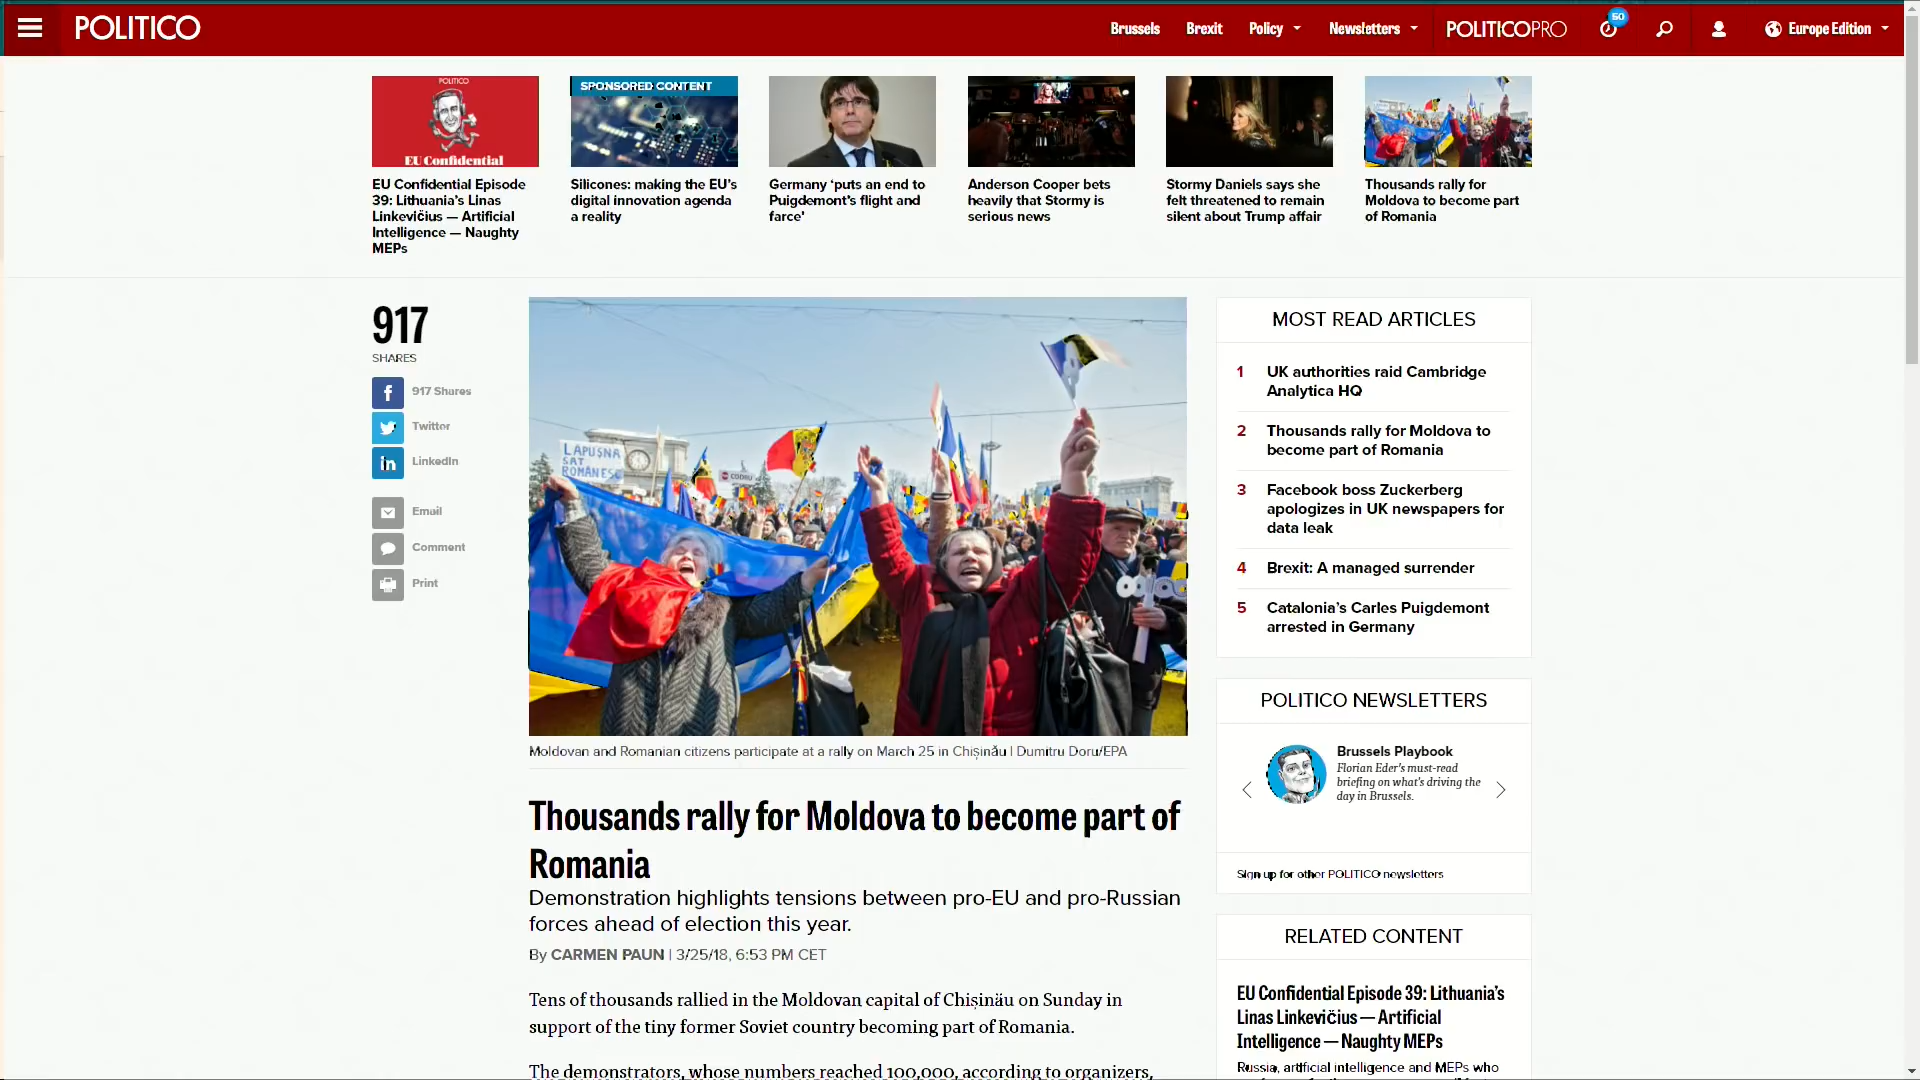 POLITICO
Brussels
Brexit
Policy
Newsletters
POLITICOPRO
50
Europe Edition
POLITICO
EU Confidential
EU Confidential Episode
39: Lithuania's Linas
Linkevičius — Artificial
Intelligence — Naughty
MEPs
SPONSORED CONTENT
Silicones: making the EU's
digital innovation agenda
a reality
Germany ‘puts an end to
Puigdemont's flight and
farce'
Anderson Cooper bets
heavily that Stormy is
serious news
Stormy Daniels says she
felt threatened to remain
silent about Trump affair
Thousands rally for
Moldova to become part
of Romania
917
SHARES
917 Shares
Twitter
LinkedIn
Email
Comment
Print
LAPUȘNA
SAT
ROMÂNESC
CODRU
Moldovan and Romanian citizens participate at a rally on March 25 in Chișinău | Dumitru Doru/EPA
Thousands rally for Moldova to become part of
Romania
Demonstration highlights tensions between pro-EU and pro-Russian
forces ahead of election this year.
By CARMEN PAUN | 3/25/18, 6:53 PM CET
Tens of thousands rallied in the Moldovan capital of Chișinău on Sunday in
support of the tiny former Soviet country becoming part of Romania.
The demonstrators, whose numbers reached 100,000, according to organizers,
MOST READ ARTICLES
1 UK authorities raid Cambridge
Analytica HQ
2 Thousands rally for Moldova to
become part of Romania
3 Facebook boss Zuckerberg
apologizes in UK newspapers for
data leak
4 Brexit: A managed surrender
5 Catalonia's Carles Puigdemont
arrested in Germany
POLITICO NEWSLETTERS
Brussels Playbook
Florian Eder's must-read
briefing on what's driving the
day in Brussels.
Sign up for other POLITICO newsletters
RELATED CONTENT
EU Confidential Episode 39: Lithuania's
Linas Linkevičius — Artificial
Intelligence — Naughty MEPs
Russia, artificial intelligence and MEPs who